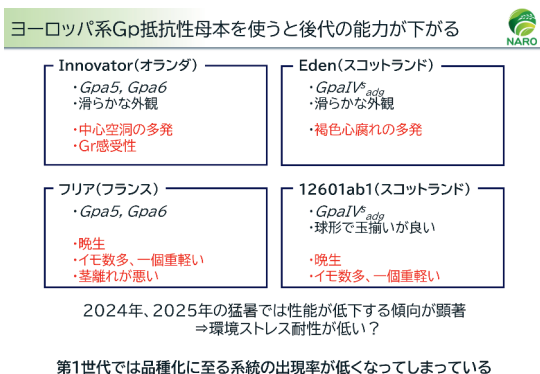 ヨーロッパ系Gp抵抗性母本を使うと後代の能力が下がる
NARO
Innovator(オランダ)
・Gpa5, Gpa6
・滑らかな外観
・中心空洞の多発
・Gr感受性
Eden(スコットランド)
・GpaIVˢadg
・滑らかな外観
・褐色心腐れの多発
フリア(フランス)
・Gpa5, Gpa6
・晩生
・イモ数多、一個重軽い
・茎離れが悪い
12601ab1(スコットランド)
・GpaIVˢadg
・球形で玉揃いが良い
・晩生
・イモ数多、一個重軽い
2024年、2025年の猛暑では性能が低下する傾向が顕著
⇒環境ストレス耐性が低い?
第1世代では品種化に至る系統の出現率が低くなってしまっている